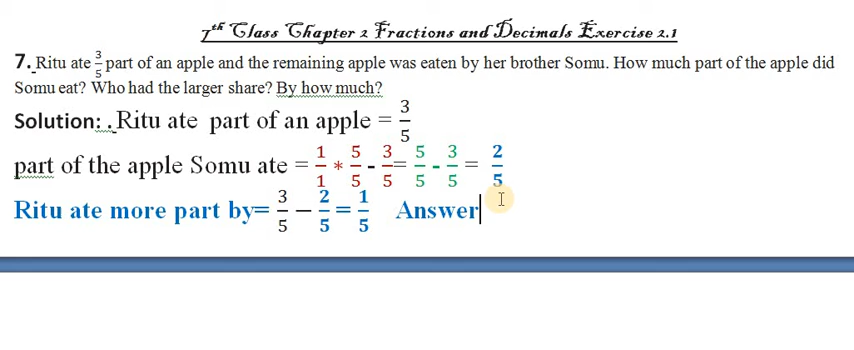 7th Class Chapter 2 Fractions and Decimals Exercise 2.1
7. Ritu ate 3/5 part of an apple and the remaining apple was eaten by her brother Somu. How much part of the apple did
Somu eat? Who had the larger share? By how much?
Solution: . Ritu ate part of an apple = 3/5
part of the apple Somu ate = 1/1 * 5/5 - 3/5 = 5/5 - 3/5 = 2/5
Ritu ate more part by= 3/5 − 2/5 = 1/5 Answer